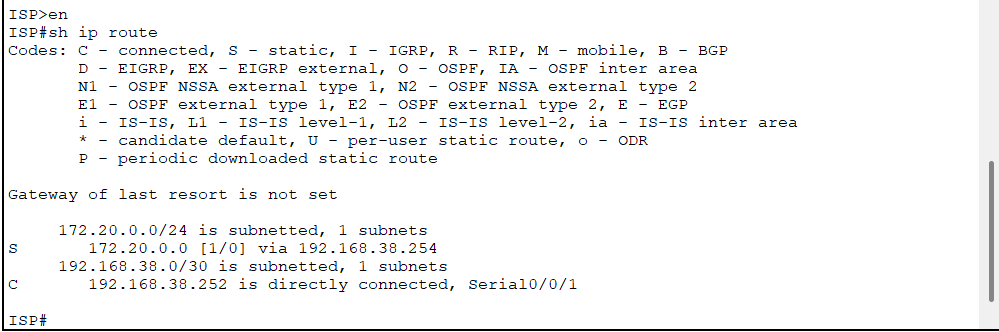 ISP>en
ISP#sh ip route
Codes: C - connected, S - static, I - IGRP, R - RIP, M - mobile, B - BGP
       D - EIGRP, EX - EIGRP external, O - OSPF, IA - OSPF inter area
       N1 - OSPF NSSA external type 1, N2 - OSPF NSSA external type 2
       E1 - OSPF external type 1, E2 - OSPF external type 2, E - EGP
       i - IS-IS, L1 - IS-IS level-1, L2 - IS-IS level-2, ia - IS-IS inter area
       * - candidate default, U - per-user static route, o - ODR
       P - periodic downloaded static route

Gateway of last resort is not set

     172.20.0.0/24 is subnetted, 1 subnets
S       172.20.0.0 [1/0] via 192.168.38.254
     192.168.38.0/30 is subnetted, 1 subnets
C       192.168.38.252 is directly connected, Serial0/0/1

ISP#